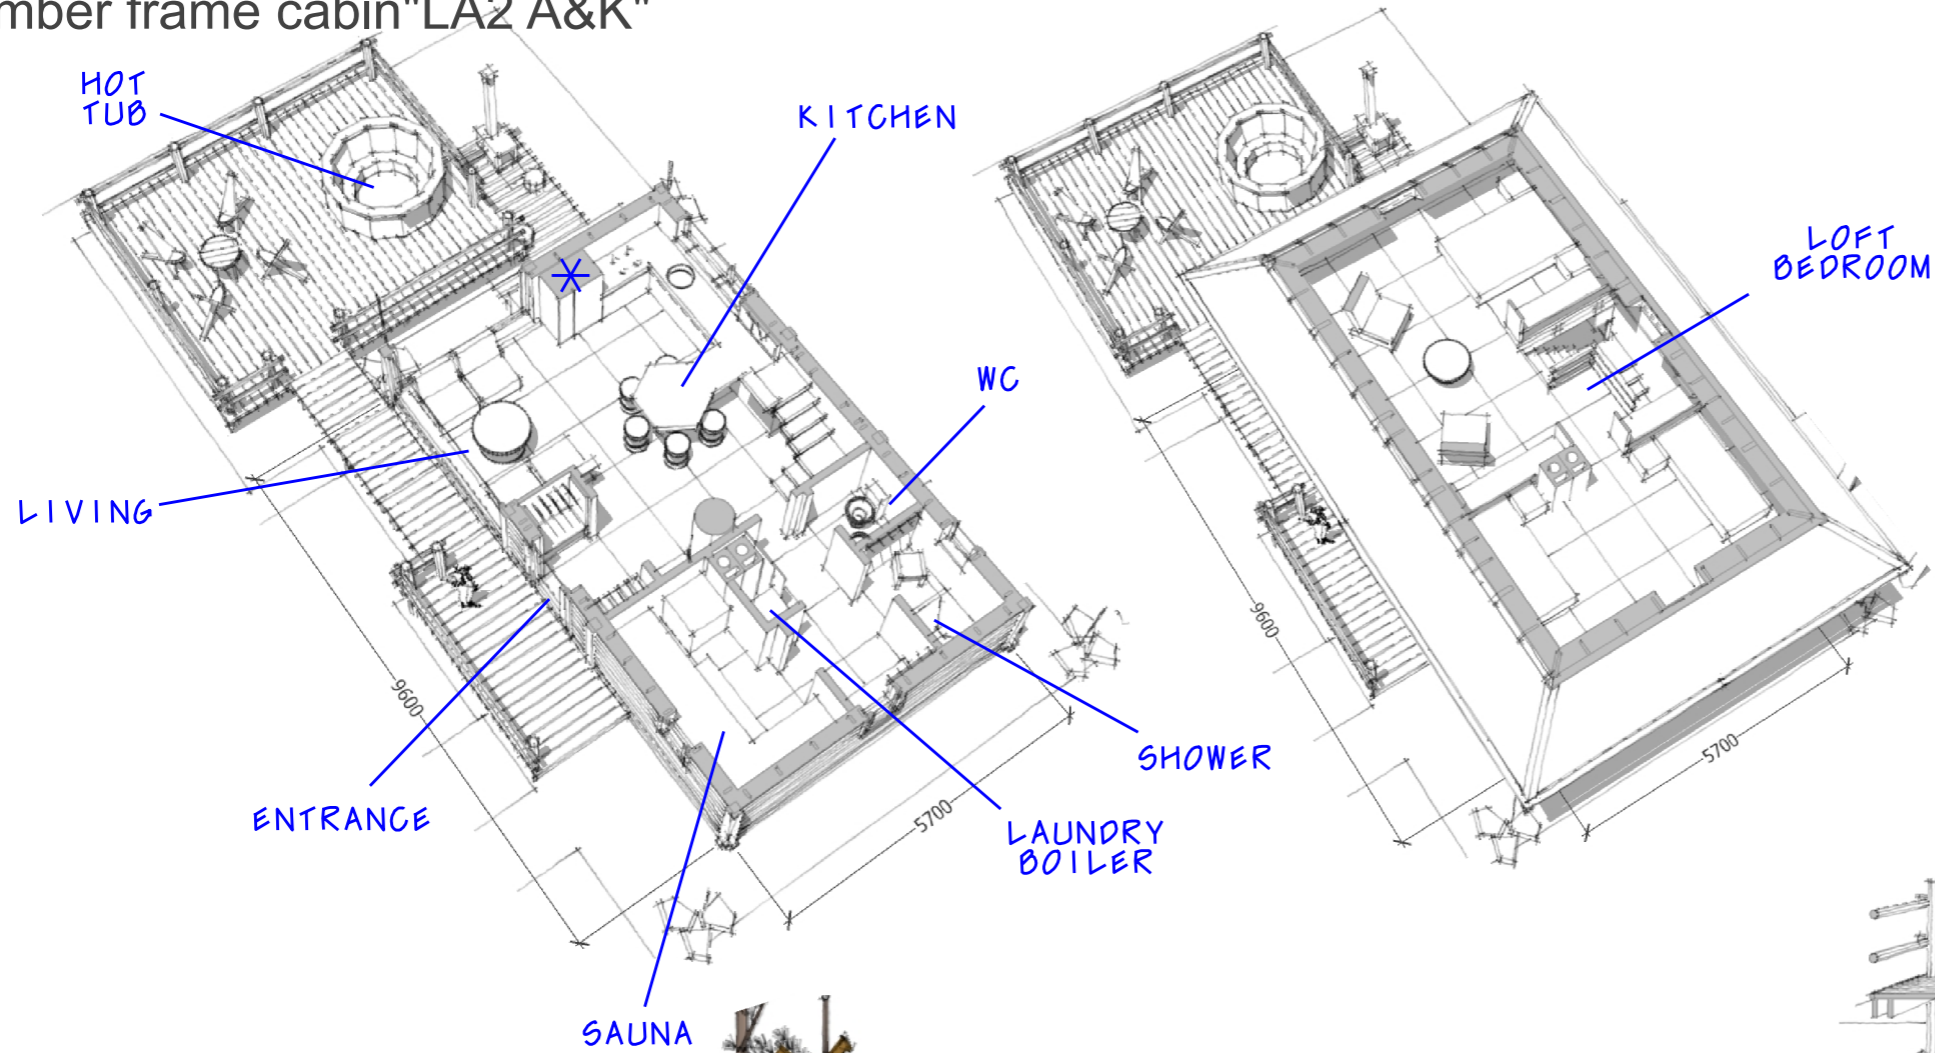 mber frame cabin"LA2 A&K"
HOT
TUB
KITCHEN
LOFT
BEDROOM
WC
LIVING
9600
9600
5700
5700
SHOWER
ENTRANCE
LAUNDRY
BOILER
SAUNA